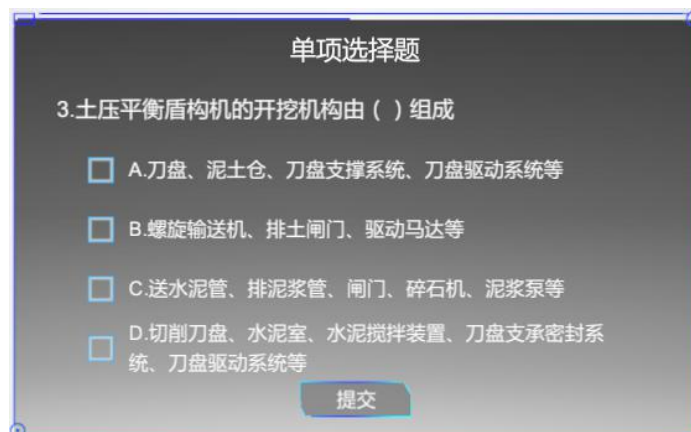 单项选择题
3.土压平衡盾构机的开挖机构由（ ）组成
A.刀盘、泥土仓、刀盘支撑系统、刀盘驱动系统等
B.螺旋输送机、排土闸门、驱动马达等
C.送水泥管、排泥浆管、闸门、碎石机、泥浆泵等
D.切削刀盘、水泥室、水泥搅拌装置、刀盘支承密封系
统、刀盘驱动系统等
提交